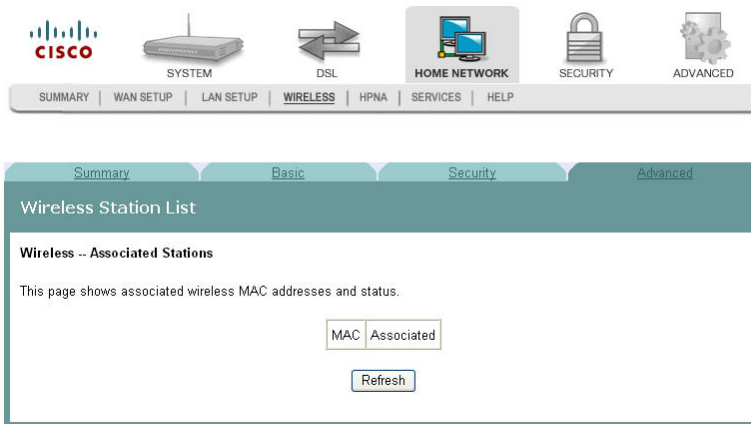 CISCO
SYSTEM DSL HOME NETWORK SECURITY ADVANCED
SUMMARY | WAN SETUP | LAN SETUP | WIRELESS | HPNA | SERVICES | HELP
Summary Basic Security Advanced
Wireless Station List
Wireless -- Associated Stations
This page shows associated wireless MAC addresses and status.
MAC Associated
Refresh